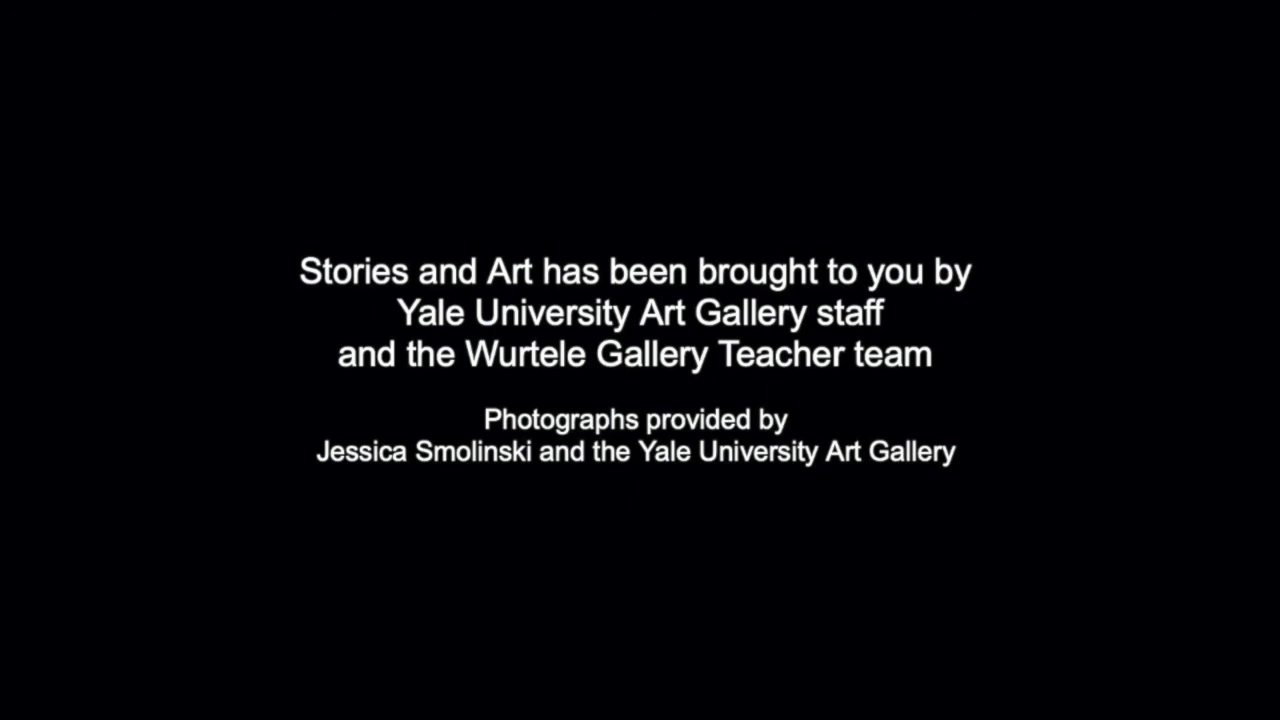 Stories and Art has been brought to you by
Yale University Art Gallery staff
and the Wurtele Gallery Teacher team
Photographs provided by
Jessica Smolinski and the Yale University Art Gallery